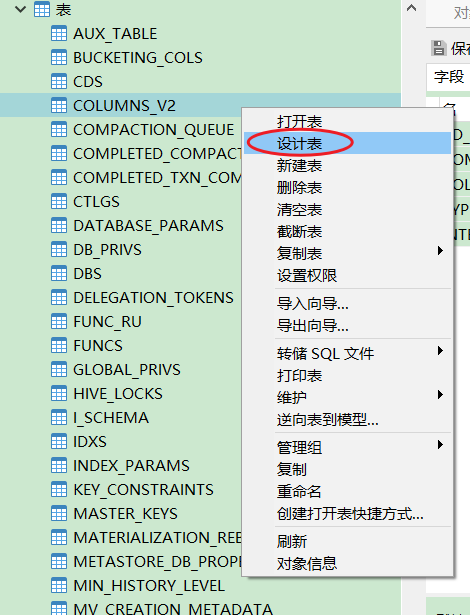 表
AUX_TABLE
BUCKETING_COLS
CDS
COLUMNS_V2
COMPACTION_QUEUE
COMPLETED_COMPACT
COMPLETED_TXN_COM
CTLGS
DATABASE_PARAMS
DB_PRIVS
DBS
DELEGATION_TOKENS
FUNC_RU
FUNCS
GLOBAL_PRIVS
HIVE_LOCKS
I_SCHEMA
IDXS
INDEX_PARAMS
KEY_CONSTRAINTS
MASTER_KEYS
MATERIALIZATION_REB
METASTORE_DB_PROP
MIN_HISTORY_LEVEL
MV_CREATION_METADATA
打开表
设计表
新建表
删除表
清空表
截断表
复制表
设置权限
导入向导...
导出向导...
转储 SQL 文件
打印表
维护
逆向表到模型...
管理组
复制
重命名
创建打开表快捷方式...
刷新
对象信息
对
保存
字段
名